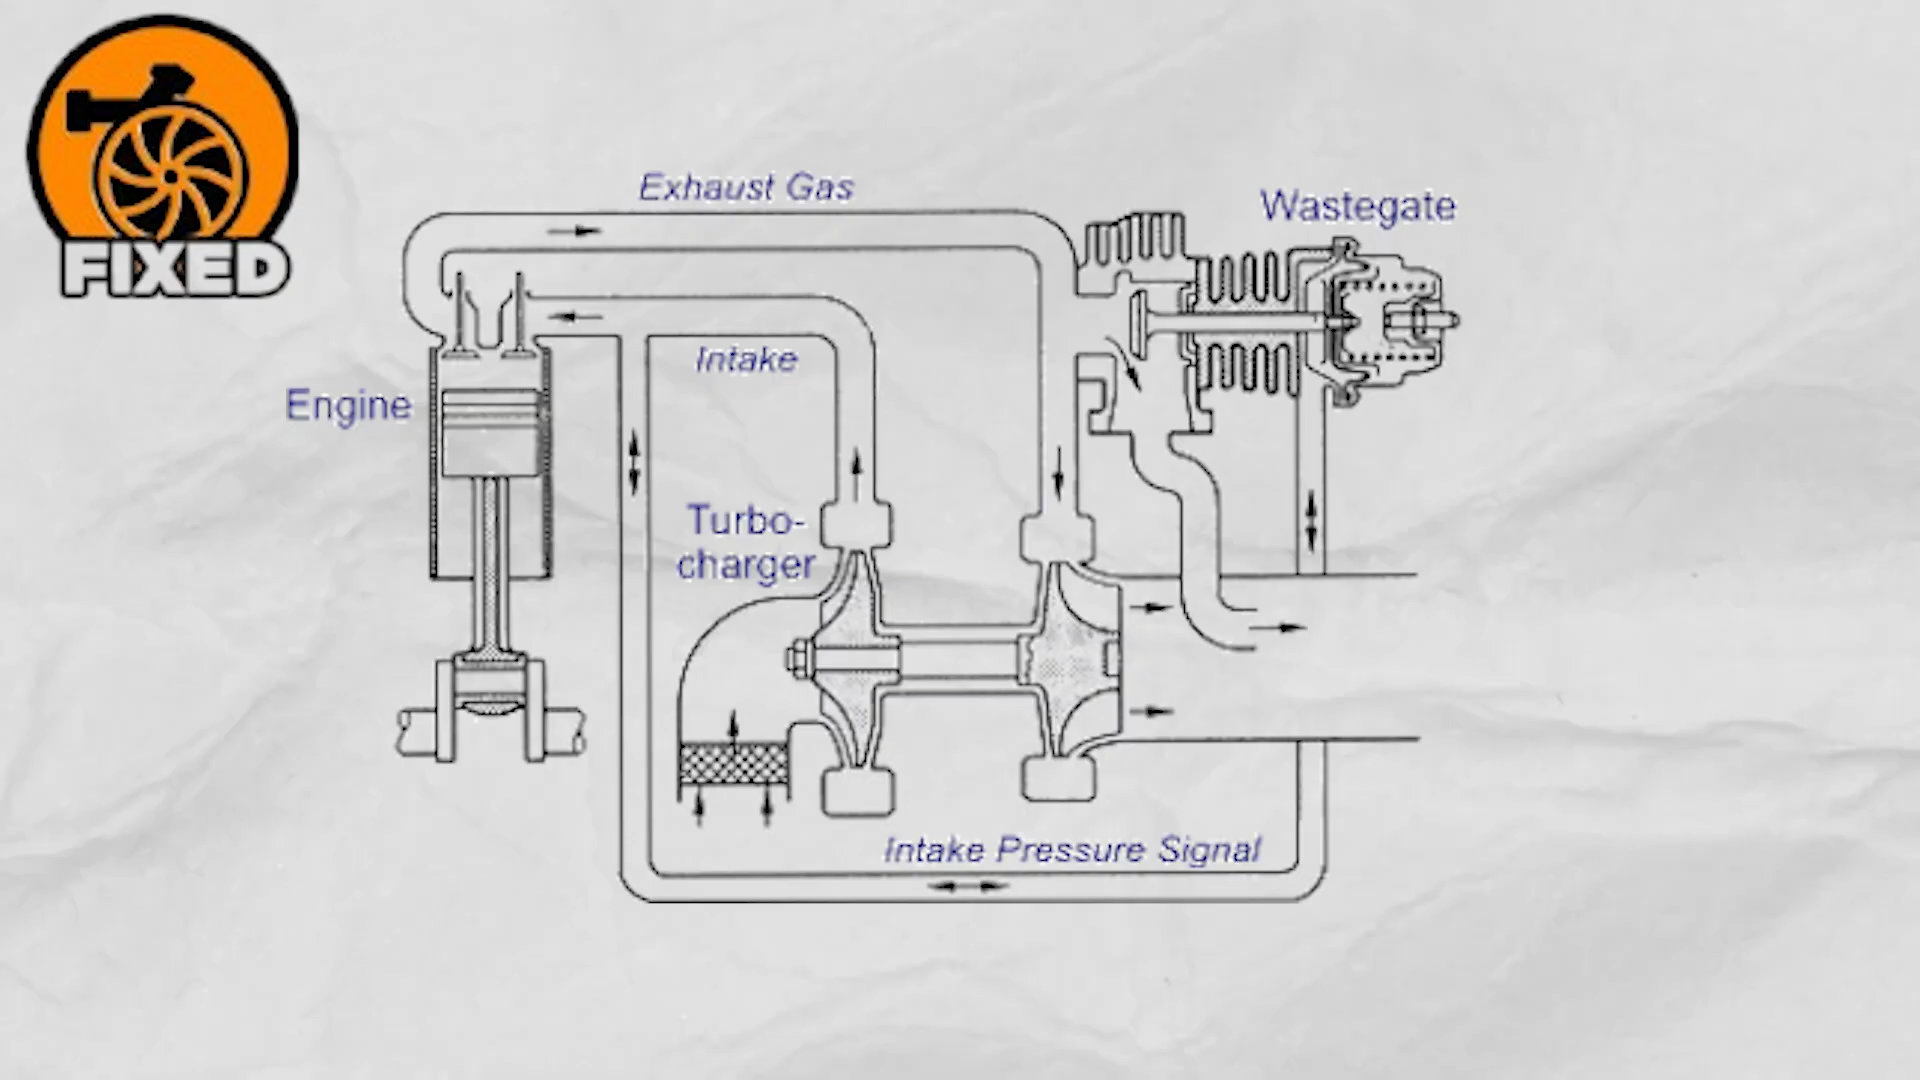 FIXED
Exhaust Gas
Wastegate
Intake
Engine
Turbo-
charger
Intake Pressure Signal